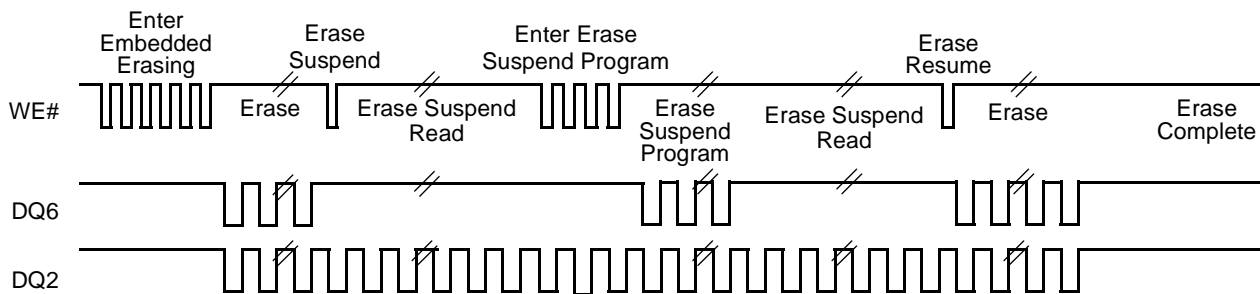 Enter
Embedded
Erasing
Erase
Suspend
Enter Erase
Suspend Program
Erase
Resume
WE#
Erase
Erase Suspend
Read
Erase
Suspend
Program
Erase Suspend
Read
Erase
Erase
Complete
DQ6
DQ2